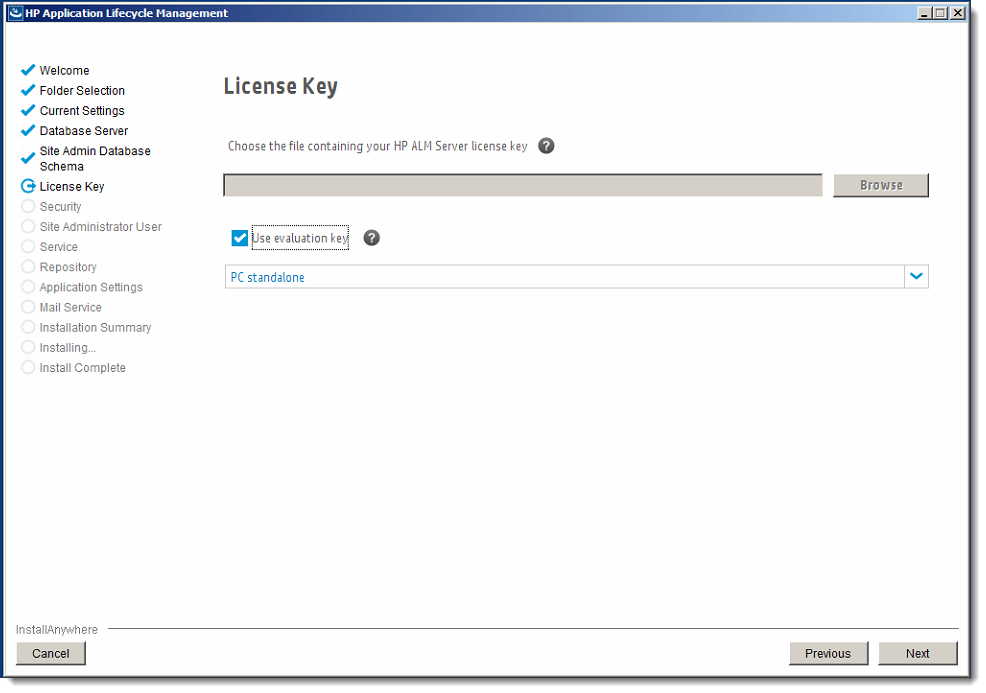 HP Application Lifecycle Management
Welcome
Folder Selection
Current Settings
Database Server
Site Admin Database
Schema
License Key
Security
Site Administrator User
Service
Repository
Application Settings
Mail Service
Installation Summary
Installing...
Install Complete
License Key
Choose the file containing your HP ALM Server license key ?
Browse
Use evaluation key ?
PC standalone
InstallAnywhere
Cancel
Previous
Next